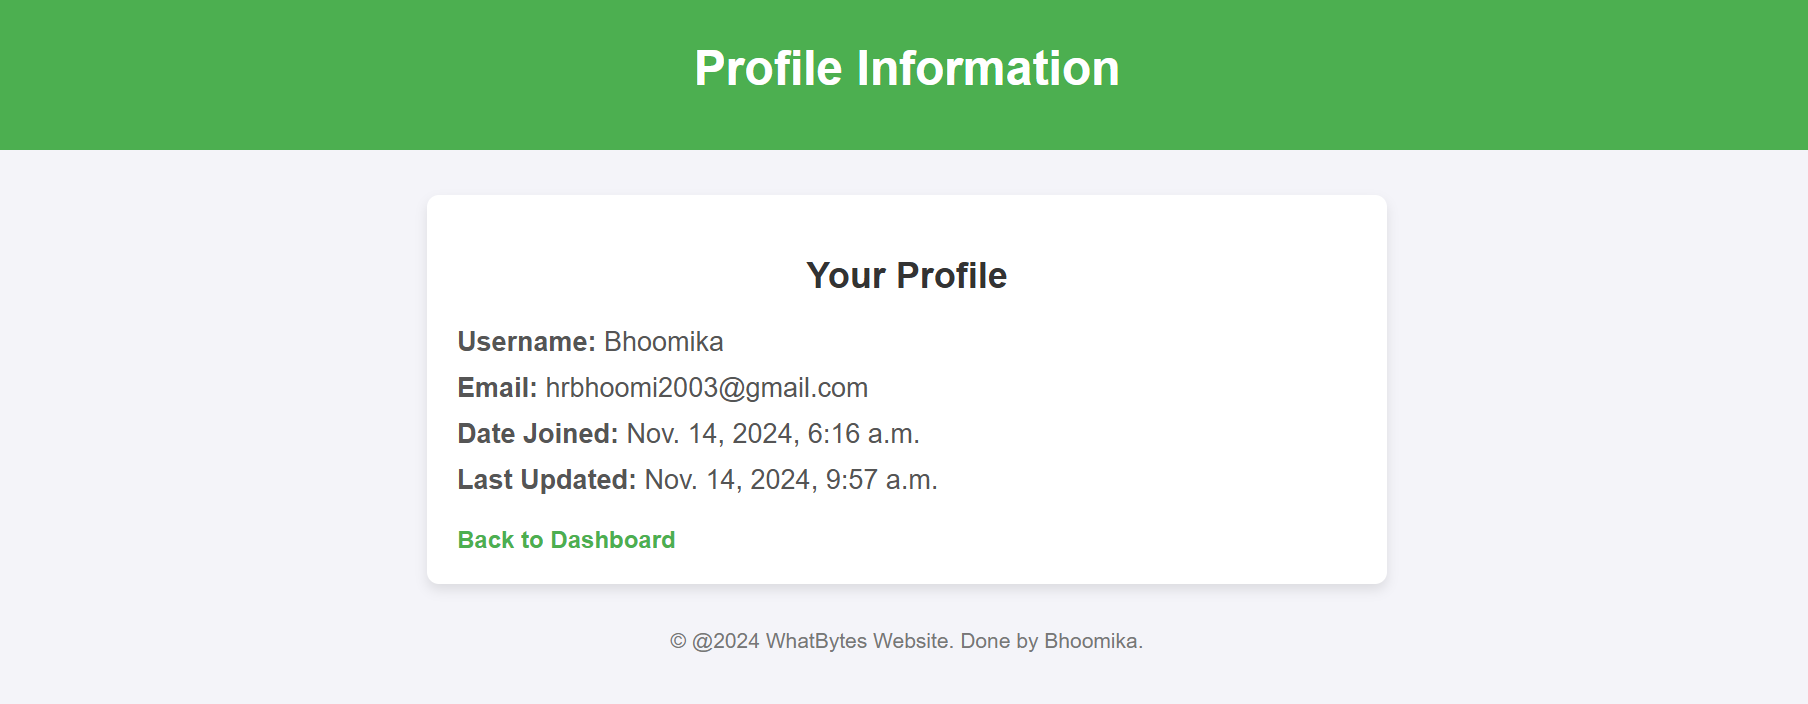 Profile Information
Your Profile
Username: Bhoomika
Email: hrbhoomi2003@gmail.com
Date Joined: Nov. 14, 2024, 6:16 a.m.
Last Updated: Nov. 14, 2024, 9:57 a.m.
Back to Dashboard
© @2024 WhatBytes Website. Done by Bhoomika.